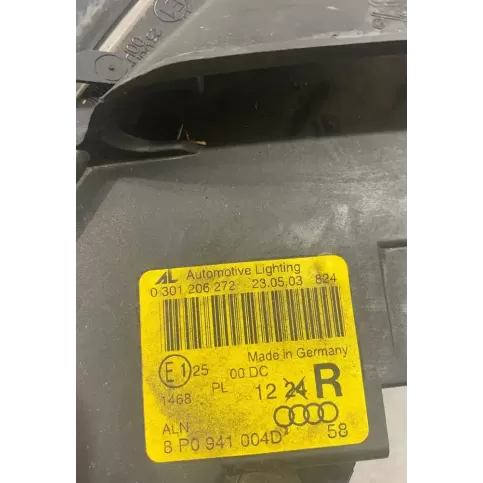 AL Automotive Lighting
0 301 206 272 23.05.03 824
Made in Germany
E1 25 00 DC
1468 PL 12 24 R
ALN
8 P0 941 004D 58